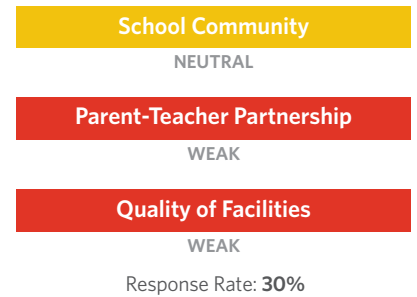 School Community
NEUTRAL
Parent-Teacher Partnership
WEAK
Quality of Facilities
WEAK
Response Rate: 30%